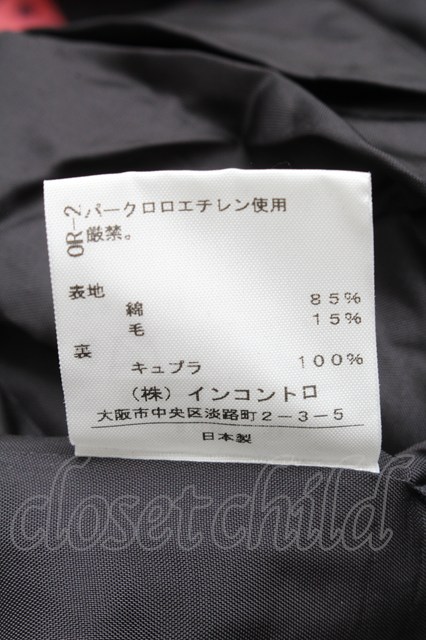 OR-2
パークロロエチレン使用
厳禁。
表地
綿 85%
毛 15%
裏
キュプラ 100%
(株)インコントロ
大阪市中央区淡路町2-3-5
日本製
closetchild